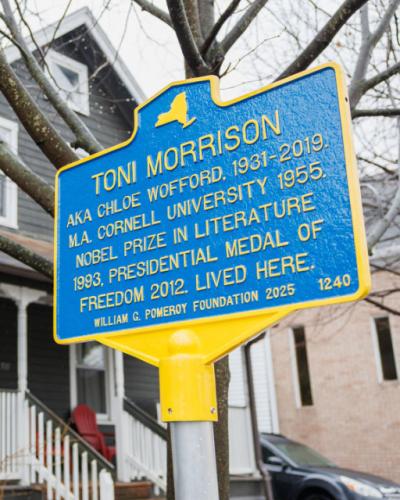 TONI MORRISON
AKA CHLOE WOFFORD. 1931-2019.
M.A. CORNELL UNIVERSITY 1955.
NOBEL PRIZE IN LITERATURE
1993, PRESIDENTIAL MEDAL OF
FREEDOM 2012. LIVED HERE.
WILLIAM G. POMEROY FOUNDATION 2025 1240